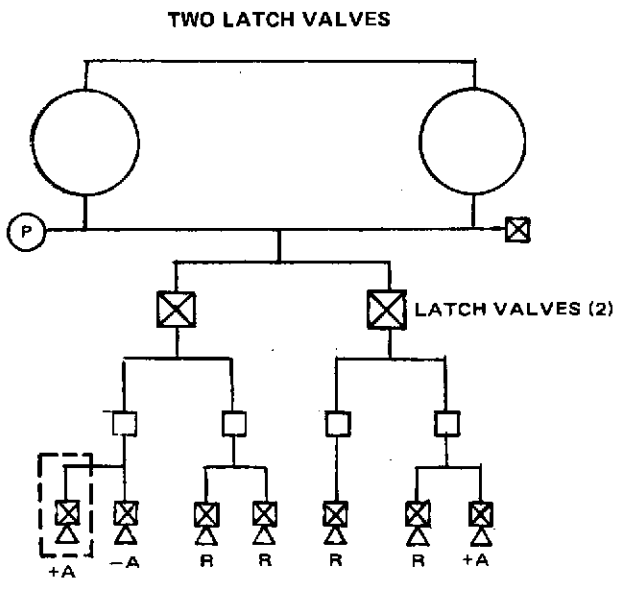 TWO LATCH VALVES
P
LATCH VALVES (2)
+A -A R R R R +A